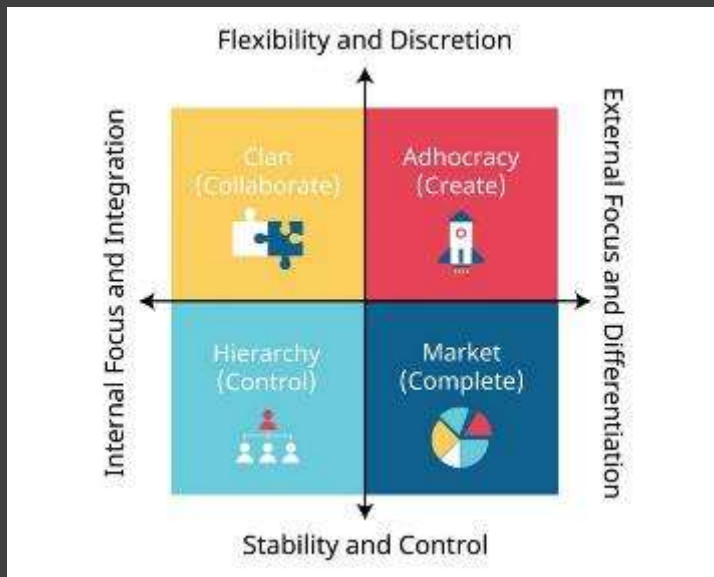 Flexibility and Discretion
Internal Focus and Integration
External Focus and Differentiation
Clan
(Collaborate)
Adhocracy
(Create)
Hierarchy
(Control)
Market
(Complete)
Stability and Control